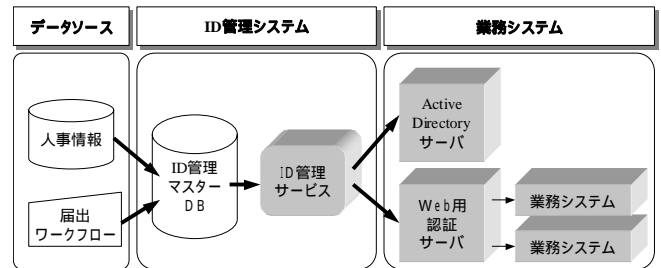 データソース
ID管理システム
業務システム
人事情報
届出
ワークフロー
ID管理
マスター
DB
ID管理
サービス
Active
Directory
サーバ
Web用
認証
サーバ
業務システム
業務システム